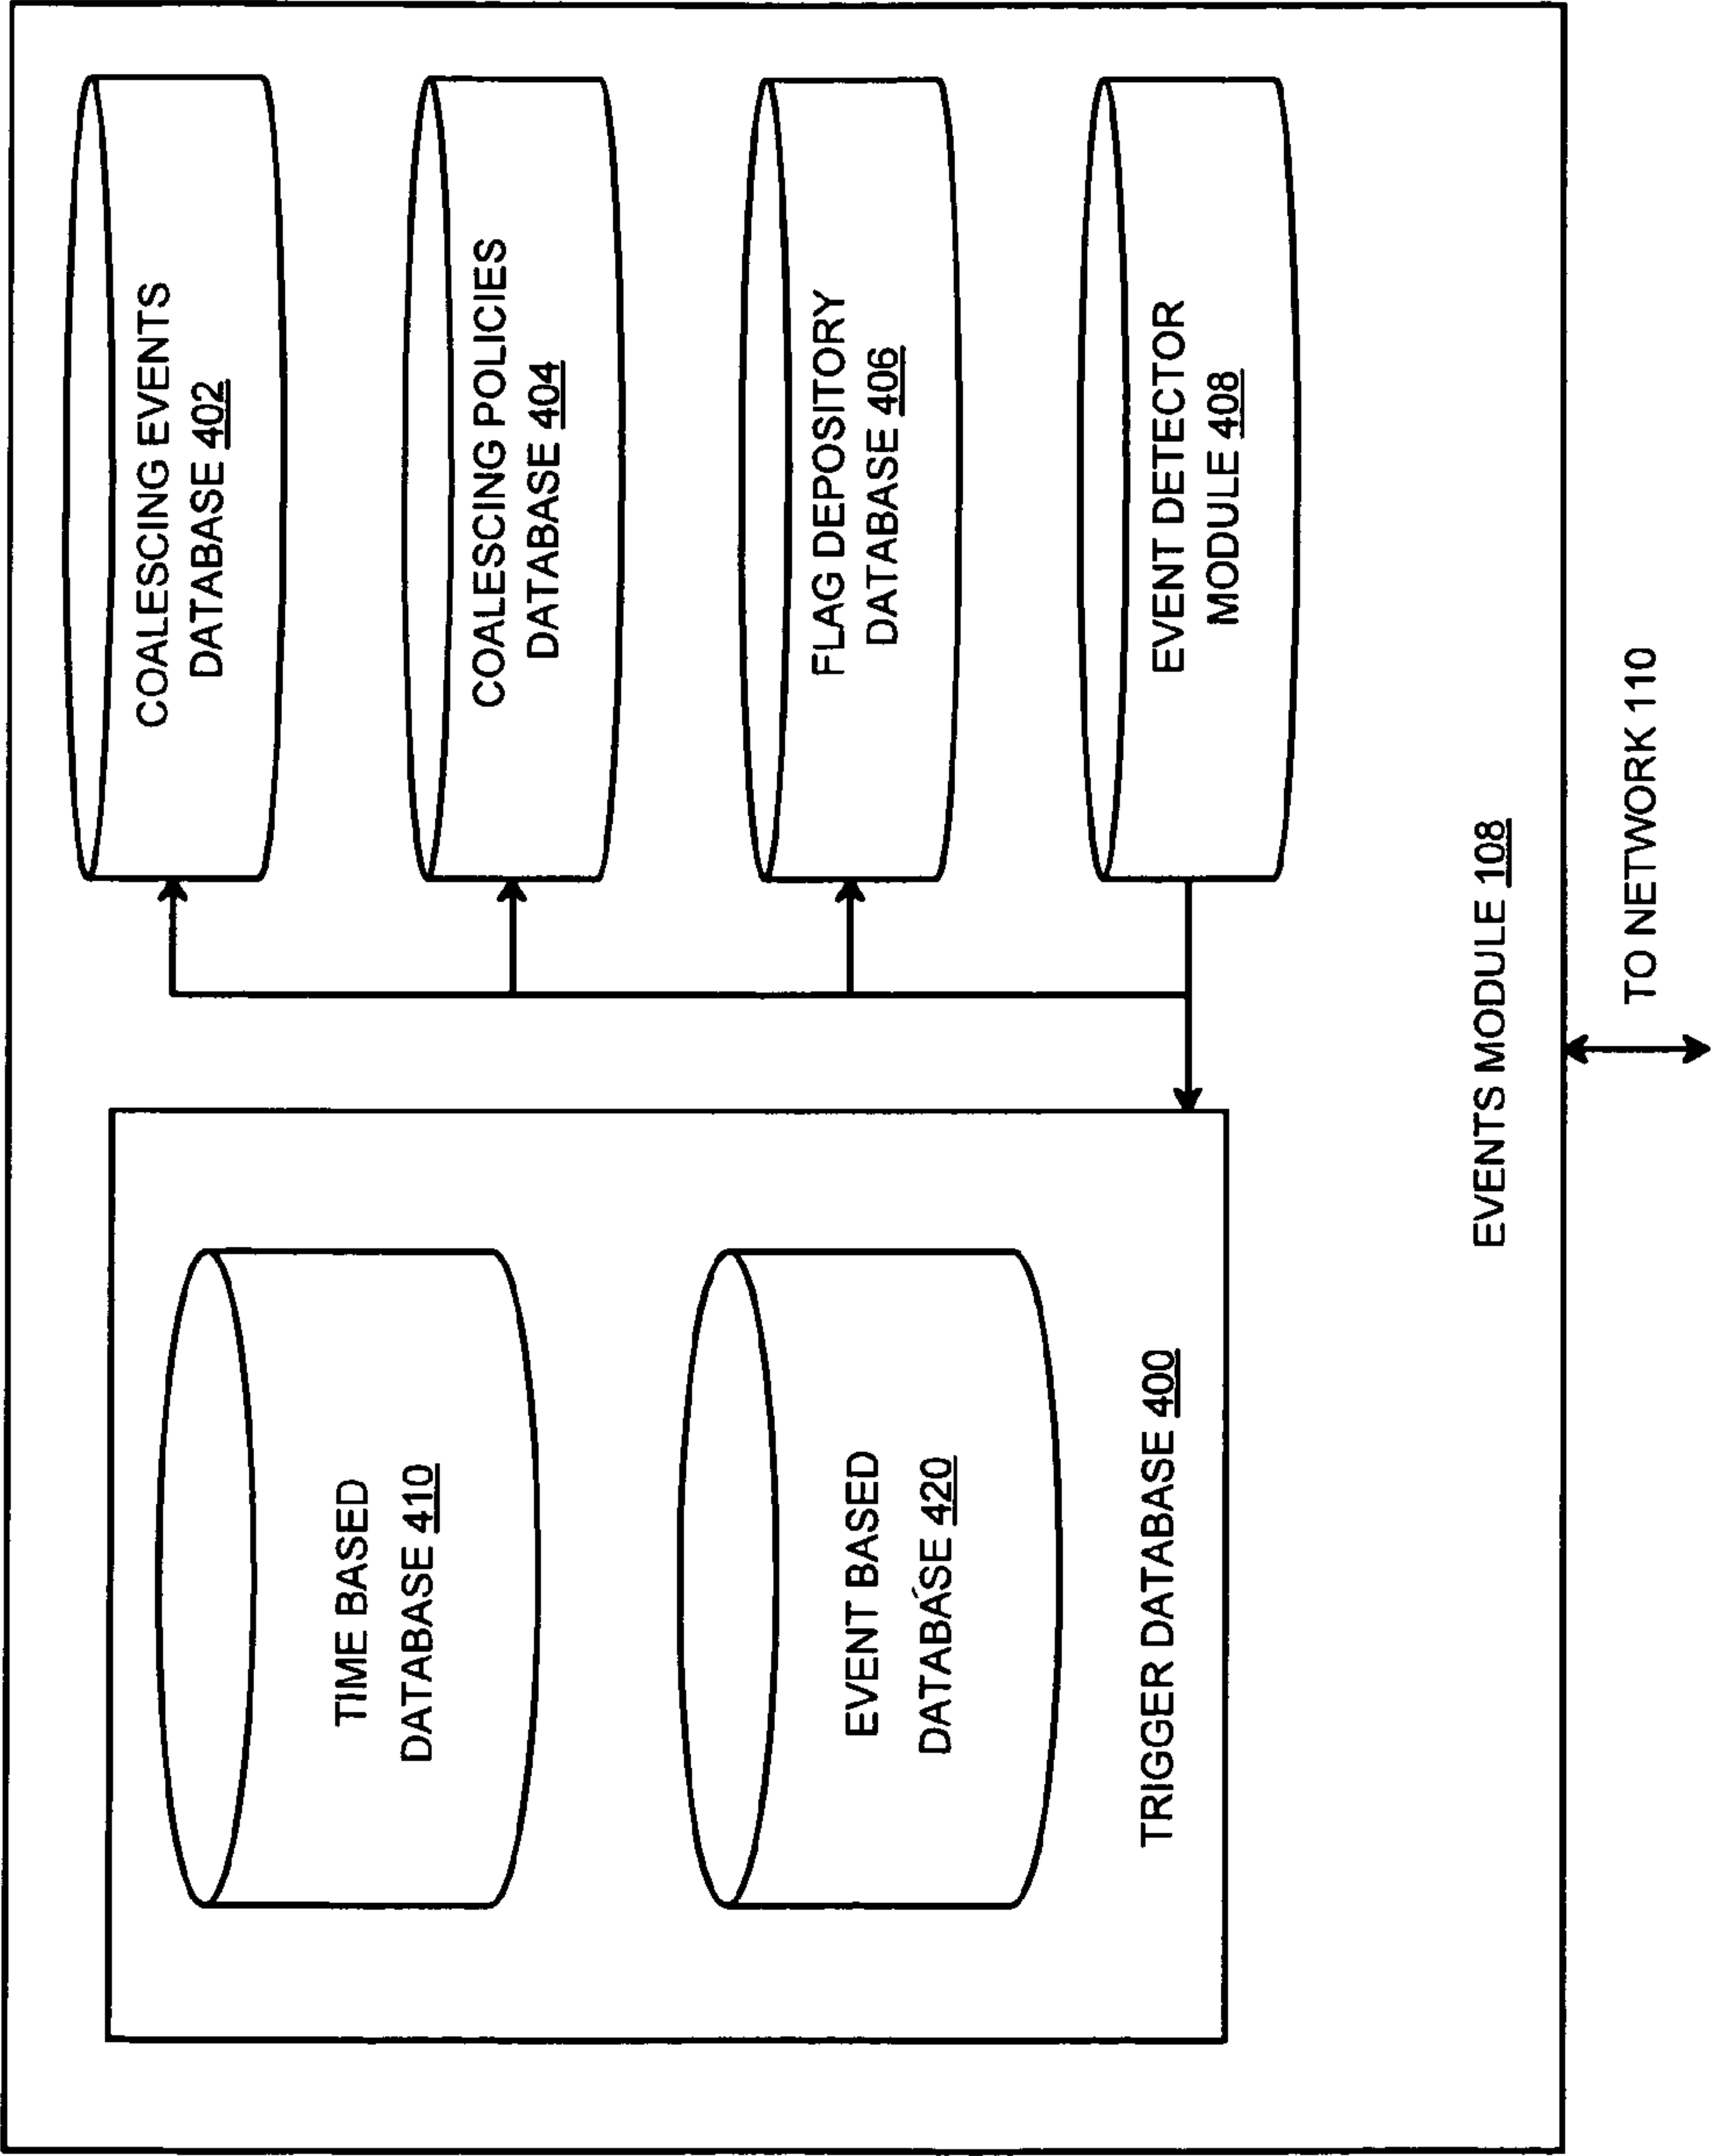 TIME BASED
DATABASE 410
EVENT BASED
DATABASE 420
TRIGGER DATABASE 400
COALESCING EVENTS
DATABASE 402
COALESCING POLICIES
DATABASE 404
FLAG DEPOSITORY
DATABASE 406
EVENT DETECTOR
MODULE 408
EVENTS MODULE 108
TO NETWORK 110